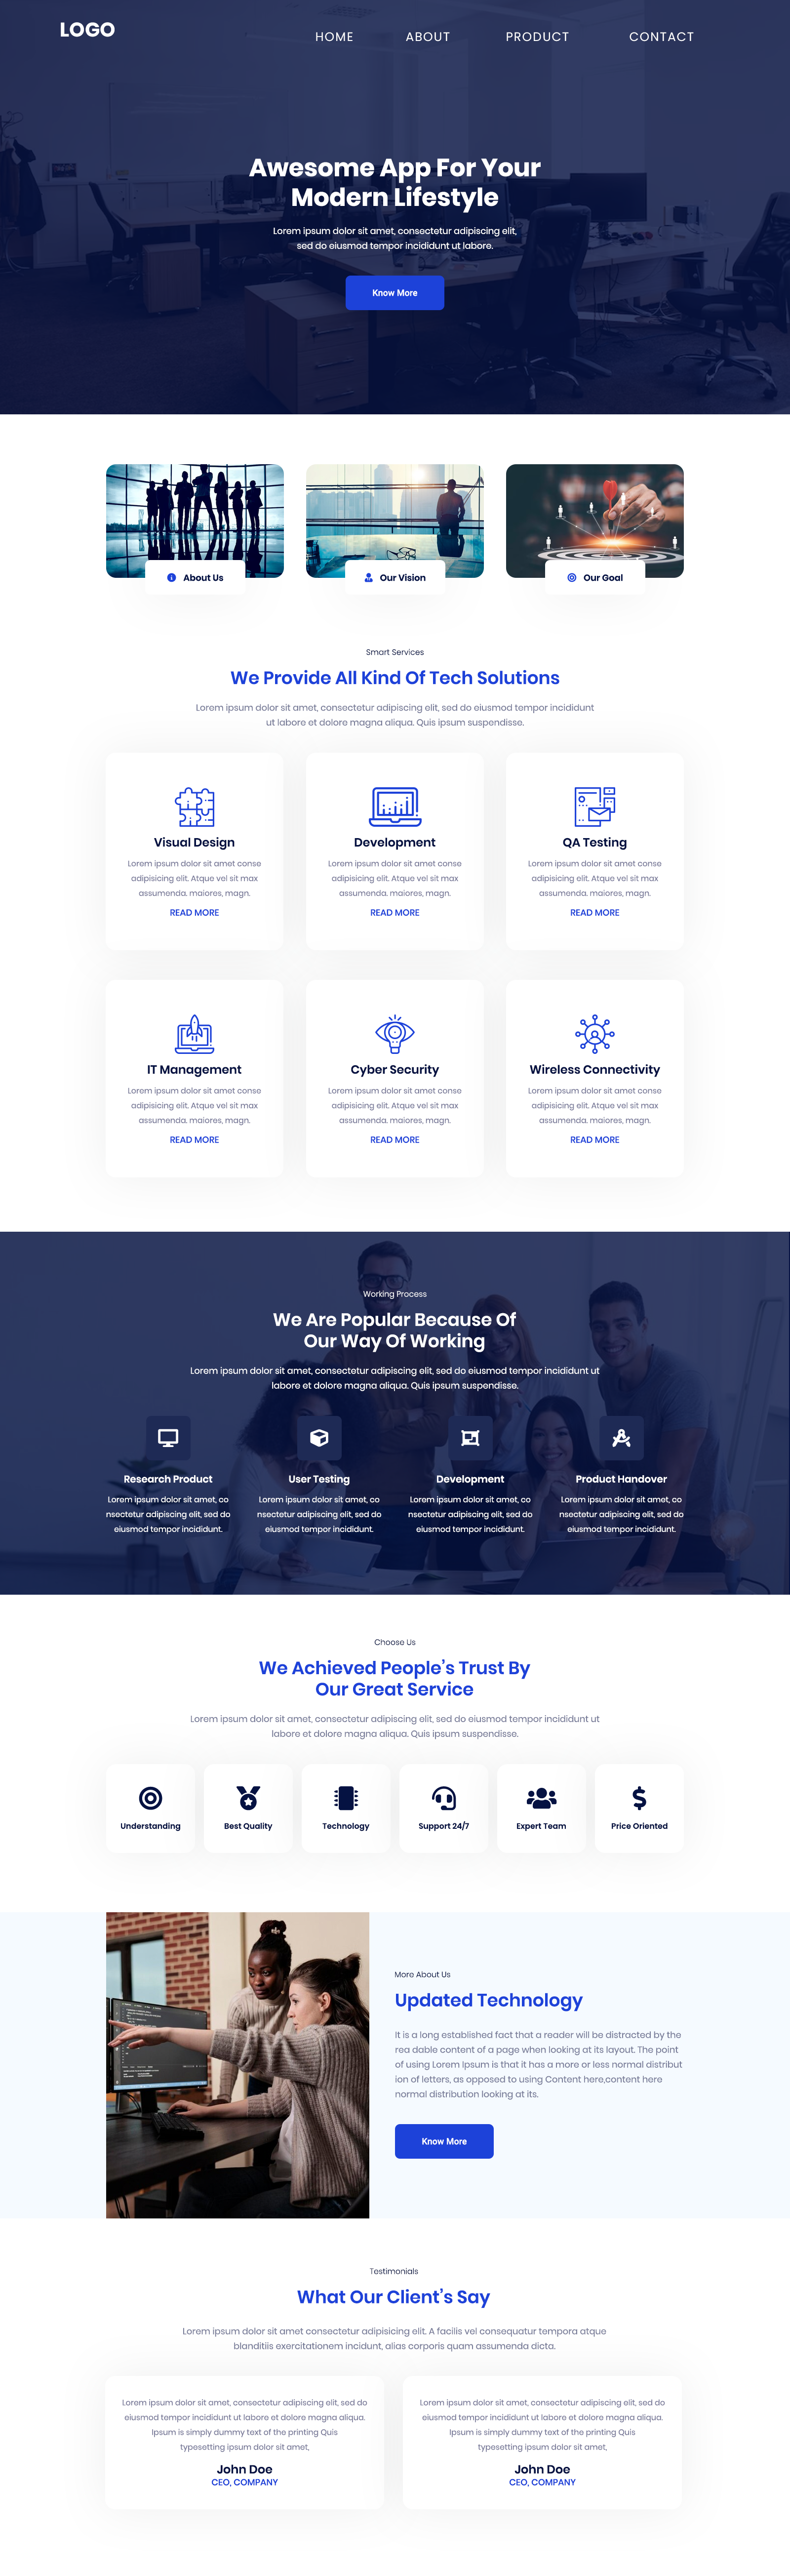 LOGO
HOME ABOUT PRODUCT CONTACT
Awesome App For Your
Modern Lifestyle
Lorem ipsum dolor sit amet, consectetur adipiscing elit,
sed do eiusmod tempor incididunt ut labore.
Know More
About Us
Our Vision
Our Goal
Smart Services
We Provide All Kind Of Tech Solutions
Lorem ipsum dolor sit amet, consectetur adipiscing elit, sed do eiusmod tempor incididunt
ut labore et dolore magna aliqua. Quis ipsum suspendisse.
Visual Design
Lorem ipsum dolor sit amet conse
adipisicing elit. Atque vel sit max
assumenda. maiores, magn.
READ MORE
Development
Lorem ipsum dolor sit amet conse
adipisicing elit. Atque vel sit max
assumenda. maiores, magn.
READ MORE
QA Testing
Lorem ipsum dolor sit amet conse
adipisicing elit. Atque vel sit max
assumenda. maiores, magn.
READ MORE
IT Management
Lorem ipsum dolor sit amet conse
adipisicing elit. Atque vel sit max
assumenda. maiores, magn.
READ MORE
Cyber Security
Lorem ipsum dolor sit amet conse
adipisicing elit. Atque vel sit max
assumenda. maiores, magn.
READ MORE
Wireless Connectivity
Lorem ipsum dolor sit amet conse
adipisicing elit. Atque vel sit max
assumenda. maiores, magn.
READ MORE
Working Process
We Are Popular Because Of
Our Way Of Working
Lorem ipsum dolor sit amet, consectetur adipiscing elit, sed do eiusmod tempor incididunt ut
labore et dolore magna aliqua. Quis ipsum suspendisse.
Research Product
Lorem ipsum dolor sit amet, co
nsectetur adipiscing elit, sed do
eiusmod tempor incididunt.
User Testing
Lorem ipsum dolor sit amet, co
nsectetur adipiscing elit, sed do
eiusmod tempor incididunt.
Development
Lorem ipsum dolor sit amet, co
nsectetur adipiscing elit, sed do
eiusmod tempor incididunt.
Product Handover
Lorem ipsum dolor sit amet, co
nsectetur adipiscing elit, sed do
eiusmod tempor incididunt.
Choose Us
We Achieved People’s Trust By
Our Great Service
Lorem ipsum dolor sit amet, consectetur adipiscing elit, sed do eiusmod tempor incididunt ut
labore et dolore magna aliqua. Quis ipsum suspendisse.
Understanding
Best Quality
Technology
Support 24/7
Expert Team
Price Oriented
More About Us
Updated Technology
It is a long established fact that a reader will be distracted by the
rea dable content of a page when looking at its layout. The point
of using Lorem Ipsum is that it has a more or less normal distribut
ion of letters, as opposed to using Content here,content here
normal distribution looking at its.
Know More
Testimonials
What Our Client’s Say
Lorem ipsum dolor sit amet consectetur adipisicing elit. A facilis vel consequatur tempora atque
blanditiis exercitationem incidunt, alias corporis quam assumenda dicta.
Lorem ipsum dolor sit amet, consectetur adipiscing elit, sed do
eiusmod tempor incididunt ut labore et dolore magna aliqua.
Ipsum is simply dummy text of the printing Quis
typesetting ipsum dolor sit amet,
John Doe
CEO, COMPANY
Lorem ipsum dolor sit amet, consectetur adipiscing elit, sed do
eiusmod tempor incididunt ut labore et dolore magna aliqua.
Ipsum is simply dummy text of the printing Quis
typesetting ipsum dolor sit amet,
John Doe
CEO, COMPANY